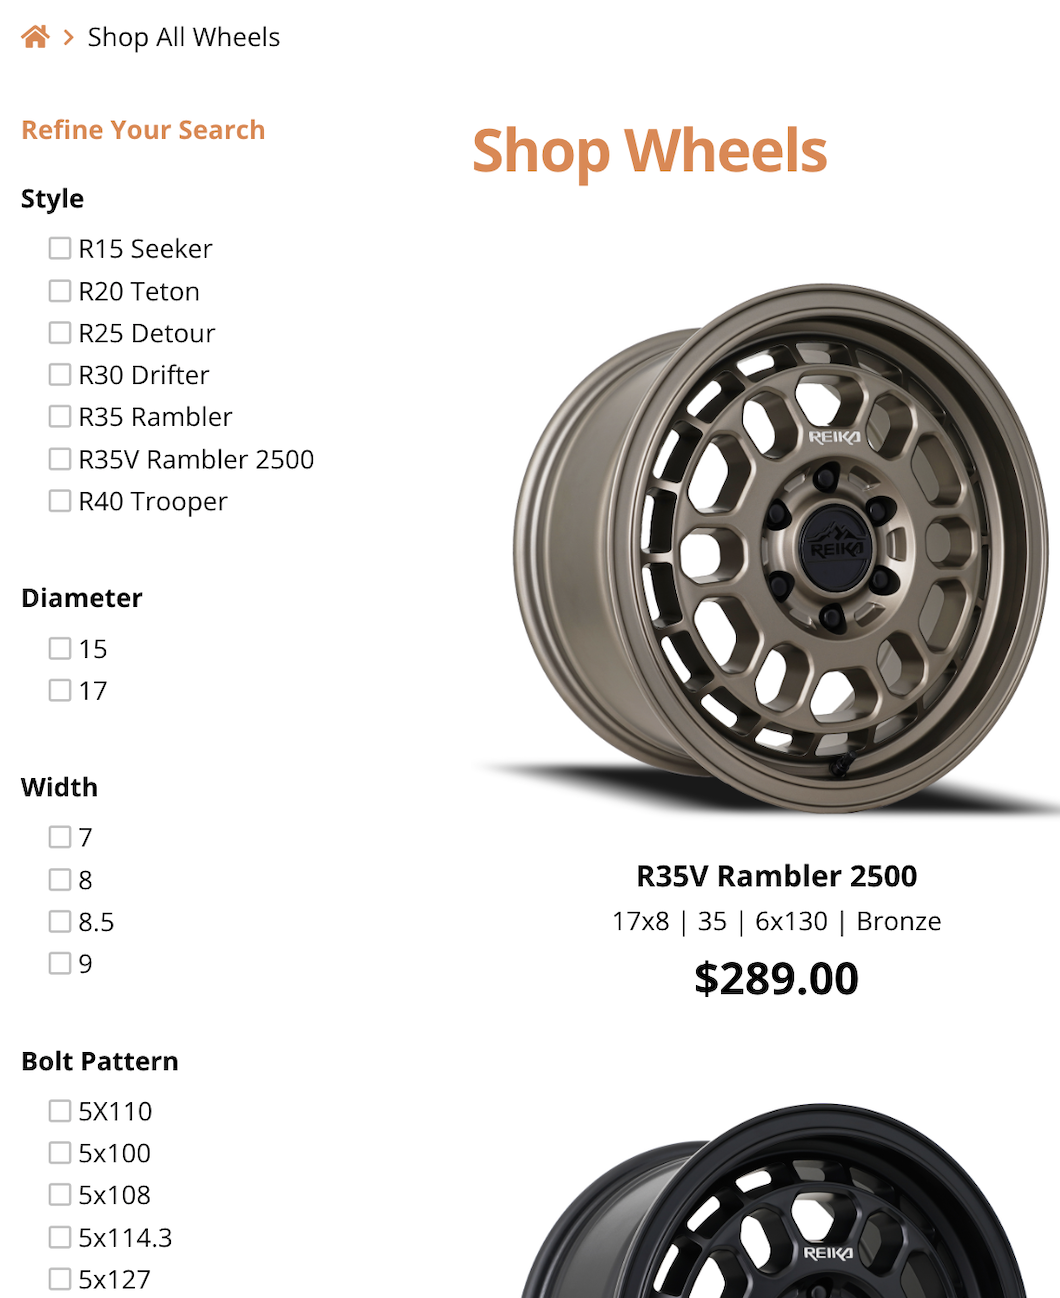 Shop All Wheels
Refine Your Search
Style
R15 Seeker
R20 Teton
R25 Detour
R30 Drifter
R35 Rambler
R35V Rambler 2500
R40 Trooper
Diameter
15
17
Width
7
8
8.5
9
Bolt Pattern
5X110
5x100
5x108
5x114.3
5x127
Shop Wheels
REIKA
REIKA
R35V Rambler 2500
17x8 | 35 | 6x130 | Bronze
$289.00
REIKA